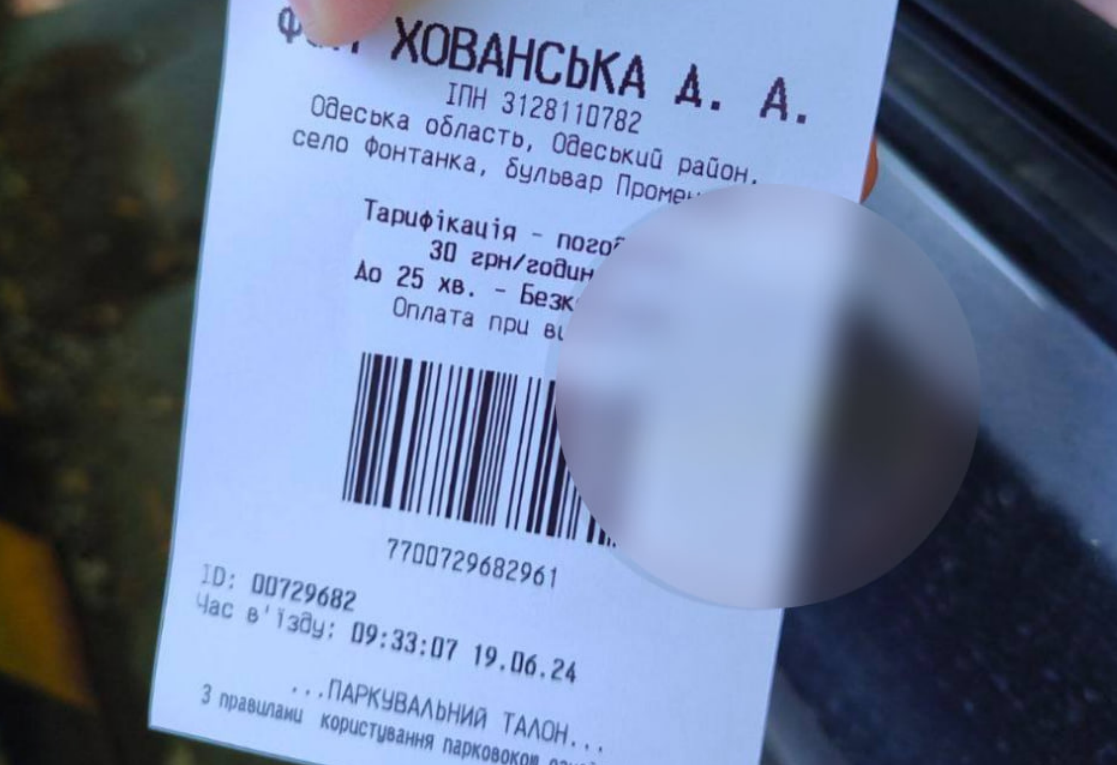 ХОВАНСЬКА Д. А.
ІПН 3128110782
Одеська область, Одеський район,
село Фонтанка, бульвар
Тарифікація -
30 грн/годин
До 25 хв. -
Оплата при
7700729682961
ID: 00729682
Час в'їзду: 09:33:07 19.06.24
...ПАРКУВАЛЬНИЙ ТАЛОН...
З правилами користування